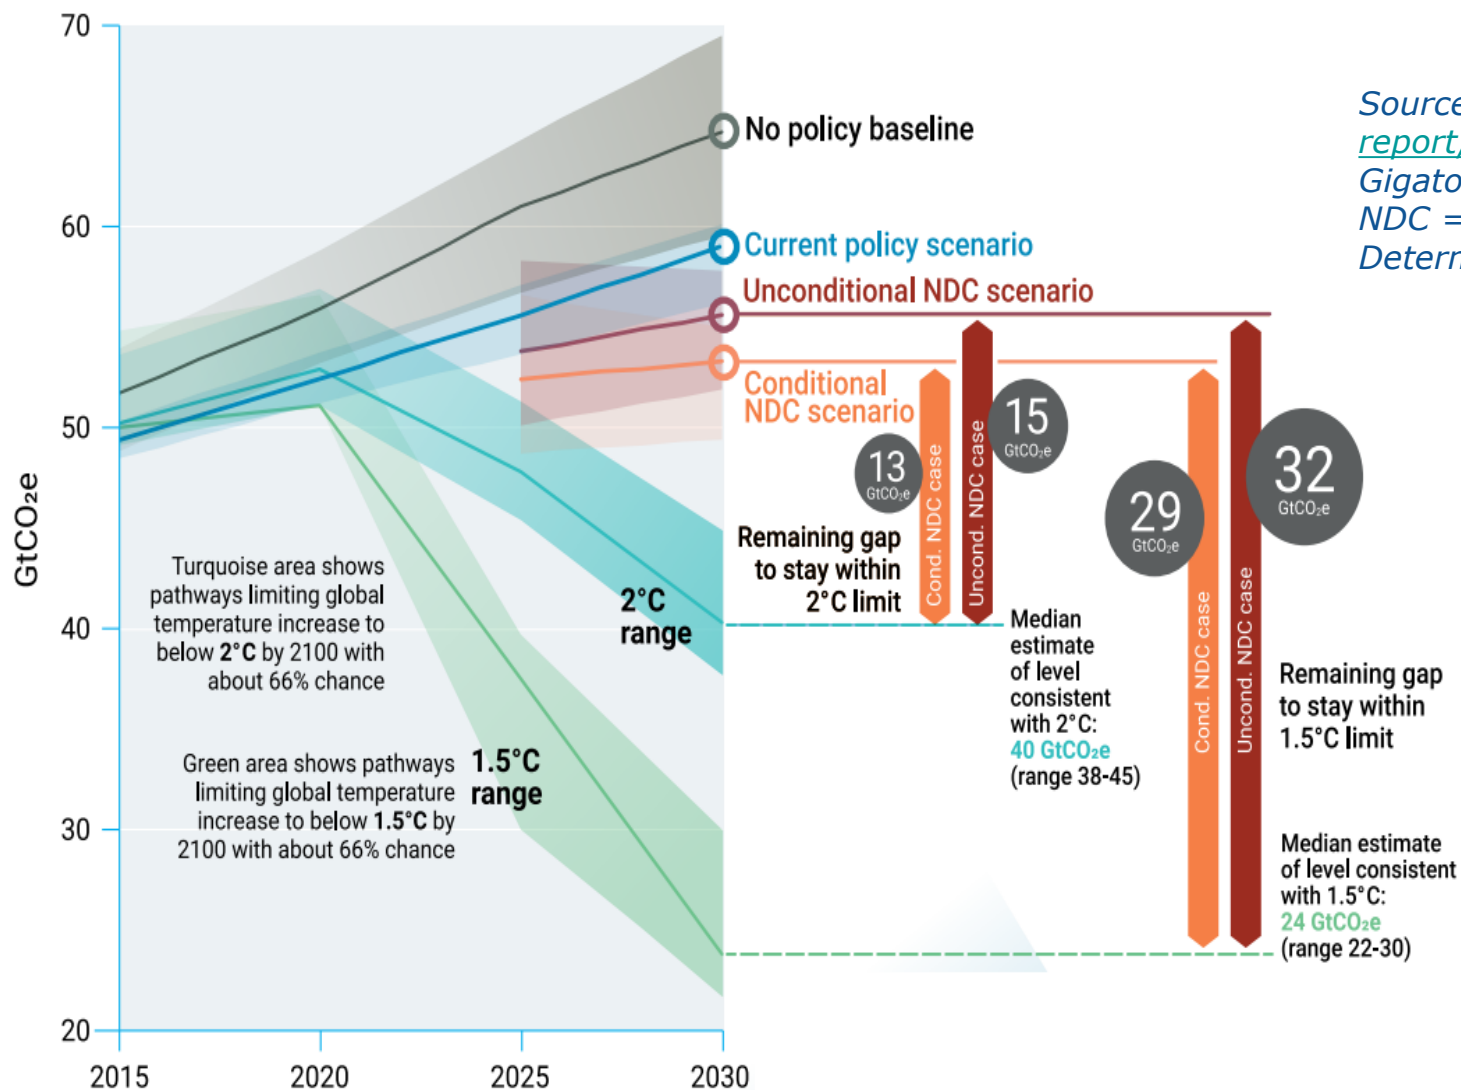 70
60
50
40
30
20
GtCO₂e
2015
2020
2025
2030
No policy baseline
Current policy scenario
Unconditional NDC scenario
Conditional
NDC scenario
Turquoise area shows
pathways limiting global
temperature increase to
below 2°C by 2100 with
about 66% chance
Green area shows pathways
limiting global temperature
increase to below 1.5°C by
2100 with about 66% chance
2°C
range
1.5°C
range
13
GtCO₂e
Cond. NDC case
Uncond. NDC case
15
GtCO₂e
Remaining gap
to stay within
2°C limit
Median
estimate
of level
consistent
with 2°C:
40 GtCO₂e
(range 38-45)
29
GtCO₂e
Cond. NDC case
Uncond. NDC case
32
GtCO₂e
Remaining gap
to stay within
1.5°C limit
Median estimate
of level consistent
with 1.5°C:
24 GtCO₂e
(range 22-30)
Source
report,
Gigato
NDC =